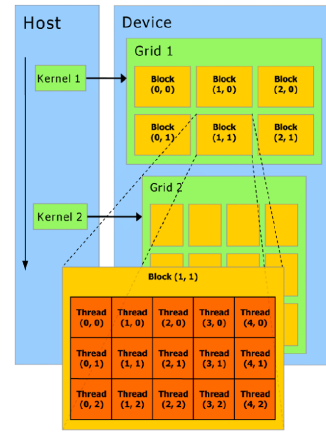 Host
Device
Grid 1
Kernel 1
Block
(0, 0)
Block
(1, 0)
Block
(2, 0)
Block
(0, 1)
Block
(1, 1)
Block
(2, 1)
Grid 2
Kernel 2
Block (1, 1)
Thread
(0, 0)
Thread
(1, 0)
Thread
(2, 0)
Thread
(3, 0)
Thread
(4, 0)
Thread
(0, 1)
Thread
(1, 1)
Thread
(2, 1)
Thread
(3, 1)
Thread
(4, 1)
Thread
(0, 2)
Thread
(1, 2)
Thread
(2, 2)
Thread
(3, 2)
Thread
(4, 2)